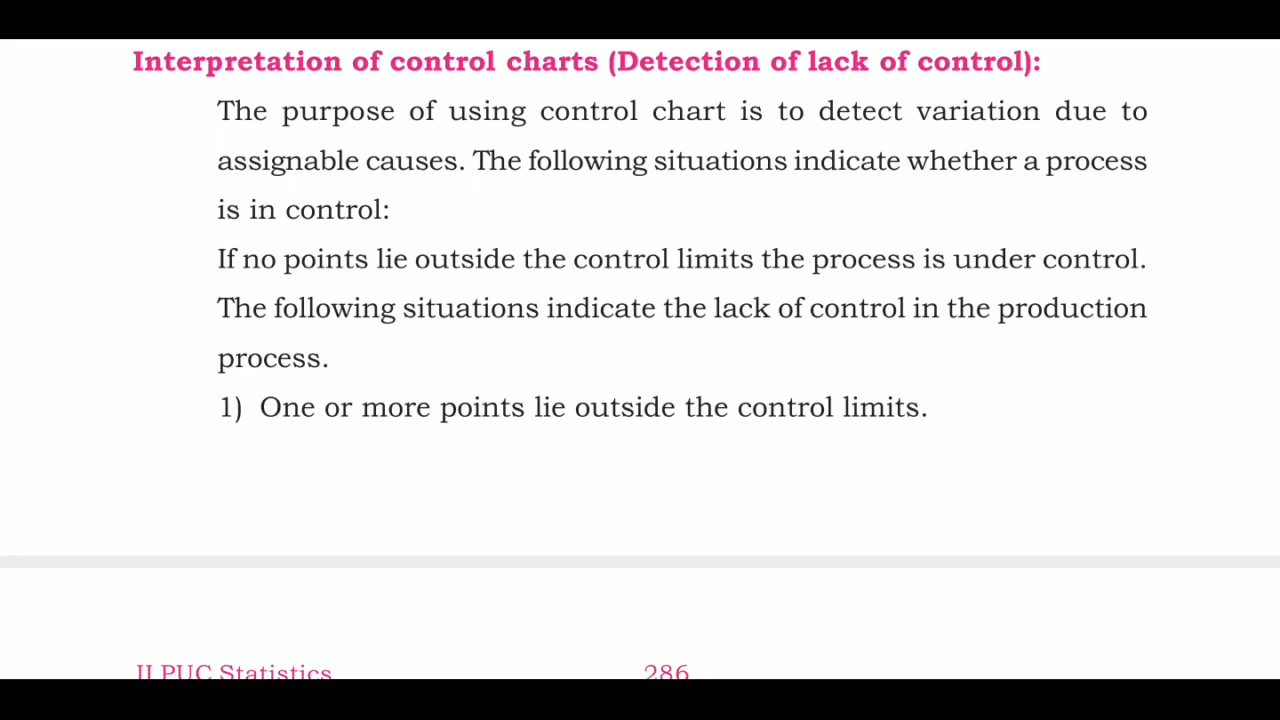 Interpretation of control charts (Detection of lack of control):
The purpose of using control chart is to detect variation due to
assignable causes. The following situations indicate whether a process
is in control:
If no points lie outside the control limits the process is under control.
The following situations indicate the lack of control in the production
process.
1) One or more points lie outside the control limits.
II PUC Statistics 286